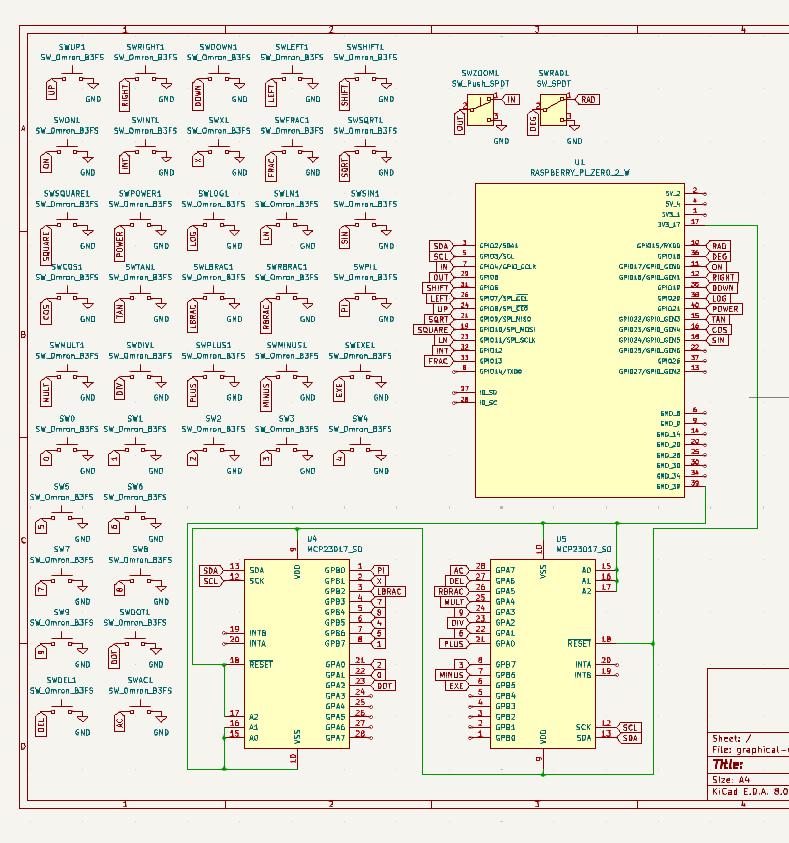 1 2 3 4
SWUP1 SWRIGHT1 SWDOWN1 SWLEFT1 SWSHIFT1
SW_Omron_B3FS SW_Omron_B3FS SW_Omron_B3FS SW_Omron_B3FS SW_Omron_B3FS
UP RIGHT DOWN LEFT SHIFT
GND GND GND GND GND
SWZOOM1 SWRAD1
SW_Push_SPDT SW_SPDT
2 1 3 IN OUT 2 1 3 RAD DEG
GND GND
A
SWON1 SWINT1 SWX1 SWFRAC1 SWSQRT1
SW_Omron_B3FS SW_Omron_B3FS SW_Omron_B3FS SW_Omron_B3FS SW_Omron_B3FS
ON INT X FRAC SQRT
GND GND GND GND GND
SWSQUARE1 SWPOWER1 SWLOG1 SWLN1 SWSIN1
SW_Omron_B3FS SW_Omron_B3FS SW_Omron_B3FS SW_Omron_B3FS SW_Omron_B3FS
SQUARE POWER LOG LN SIN
GND GND GND GND GND
SWCOS1 SWTAN1 SWLBRAC1 SWRBRAC1 SWPI1
SW_Omron_B3FS SW_Omron_B3FS SW_Omron_B3FS SW_Omron_B3FS SW_Omron_B3FS
COS TAN LBRAC RBRAC PI
GND GND GND GND GND
B
SWMULT1 SWDIV1 SWPLUS1 SWMINUS1 SWEXE1
SW_Omron_B3FS SW_Omron_B3FS SW_Omron_B3FS SW_Omron_B3FS SW_Omron_B3FS
MULT DIV PLUS MINUS EXE
GND GND GND GND GND
SW0 SW1 SW2 SW3 SW4
SW_Omron_B3FS SW_Omron_B3FS SW_Omron_B3FS SW_Omron_B3FS SW_Omron_B3FS
0 1 2 3 4
GND GND GND GND GND
SW5 SW6
SW_Omron_B3FS SW_Omron_B3FS
5 6
GND GND
C
SW7 SW8
SW_Omron_B3FS SW_Omron_B3FS
7 8
GND GND
SW9 SWDOT1
SW_Omron_B3FS SW_Omron_B3FS
9 DOT
GND GND
SWDEL1 SWAC1
SW_Omron_B3FS SW_Omron_B3FS
DEL AC
GND GND
D
U1
RASPBERRY_PI_ZERO_2_W
5V_2 2
5V_4 4
3V3_1 1
3V3_17 17
SDA 3 GPIO2/SDA1
SCL 5 GPIO3/SCL
IN 7 GPIO4/GPIO_GCLK
OUT 29
SHIFT 31 GPIO6
LEFT 26 GPIO7/SPI_CE1
UP 24 GPIO8/SPI_CE0
SQRT 21 GPIO9/SPI_MISO
SQUARE 19 GPIO10/SPI_MOSI
LN 23 GPIO11/SPI_SCLK
INT 32 GPIO12
FRAC 33 GPIO13
8 GPIO14/TXD0
27 ID_SD
28 ID_SC
GPIO15/RXD0 10 RAD
GPIO16 36 DEG
GPIO17/GPIO_GEN0 11 ON
GPIO18/GPIO_GEN1 12 RIGHT
GPIO19 35 DOWN
GPIO20 38 LOG
GPIO21 40 POWER
GPIO22/GPIO_GEN3 15 TAN
GPIO23/GPIO_GEN4 16 COS
GPIO24/GPIO_GEN5 18 SIN
GPIO25/GPIO_GEN6 22
GPIO26 37
GPIO27/GPIO_GEN2 13
GND_6 6
GND_9 9
GND_14 14
GND_20 20
GND_25 25
GND_30 30
GND_34 34
GND_39 39
U4
MCP23017_SO
9 VDD
SDA 13 SDA
SCL 12 SCK
19 INTB
20 INTA
18 RESET
17 A2
16 A1
15 A0
GPB0 1 PI
GPB1 2 X
GPB2 3 LBRAC
GPB3 4 7
GPB4 5 8
GPB5 6 4
GPB6 7 5
GPB7 8 1
GPA0 21 2
GPA1 22 0
GPA2 23 DOT
GPA3 24
GPA4 25
GPA5 26
GPA6 27
GPA7 28
VSS 10
U5
MCP23017_SO
10 VSS
AC 28 GPA7
DEL 27 GPA6
RBRAC 26 GPA5
MULT 25 GPA4
9 24 GPA3
DIV 23 GPA2
6 22 GPA1
PLUS 21 GPA0
3 8 GPB7
MINUS 7 GPB6
EXE 6 GPB5
5 GPB4
4 GPB3
3 GPB2
2 GPB1
1 GPB0
A0 15
A1 16
A2 17
RESET 18
INTA 20
INTB 19
SCK 12 SCL
SDA 13 SDA
VDD 9
Sheet: /
File: graphical-
Title:
Size: A4
KiCad E.D.A. 8.0
1 2 3 4